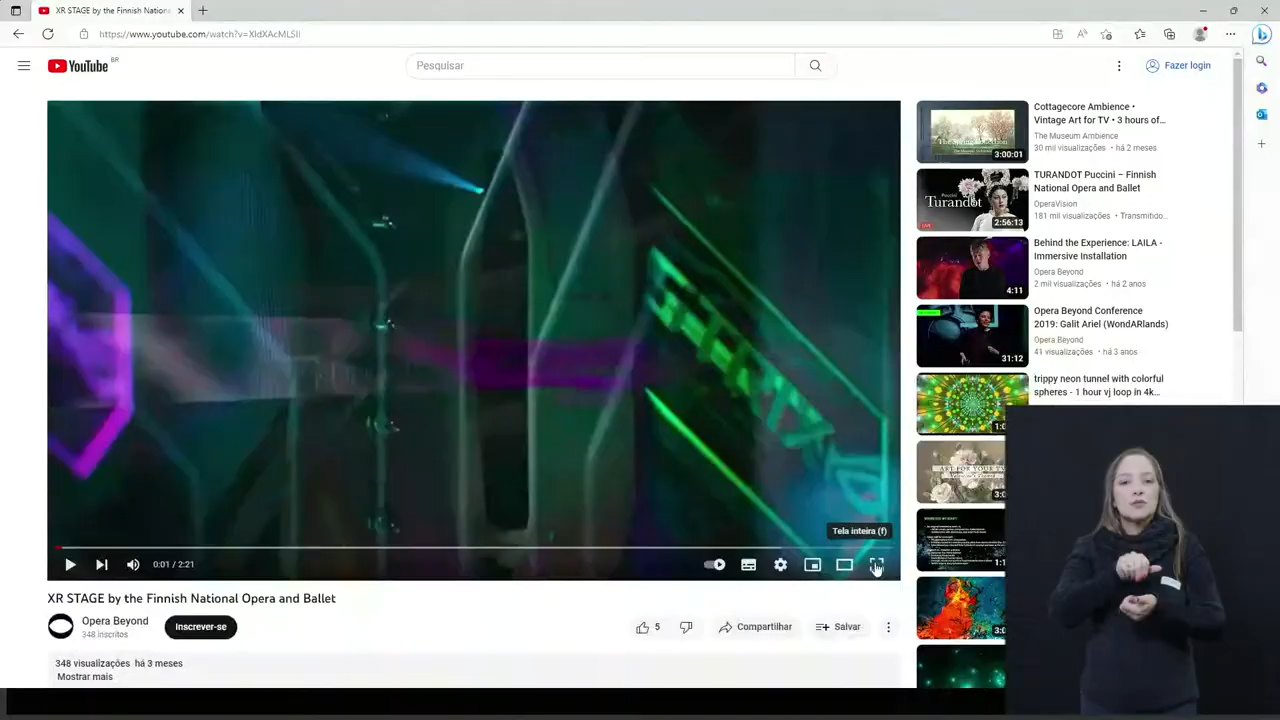 XR STAGE by the Finnish Nationa
https://www.youtube.com/watch?v=XldXAcMLSlI
YouTube BR
Pesquisar
Fazer login
Cottagecore Ambience •
Vintage Art for TV • 3 hours of...
The Museum Ambience
30 mil visualizações • há 2 meses
3:00:01
TURANDOT Puccini – Finnish
National Opera and Ballet
OperaVision
181 mil visualizações • Transmitido...
Turandot
LIVE
2:56:13
Behind the Experience: LAILA -
Immersive Installation
Opera Beyond
2 mil visualizações • há 2 anos
4:11
Opera Beyond Conference
2019: Galit Ariel (WondARlands)
Opera Beyond
41 visualizações • há 3 anos
31:12
trippy neon tunnel with colorful
spheres - 1 hour vj loop in 4k...
Tela inteira (f)
0:01 / 2:21
XR STAGE by the Finnish National Opera and Ballet
Opera Beyond
348 inscritos
Inscrever-se
5
Compartilhar
Salvar
348 visualizações há 3 meses
Mostrar mais